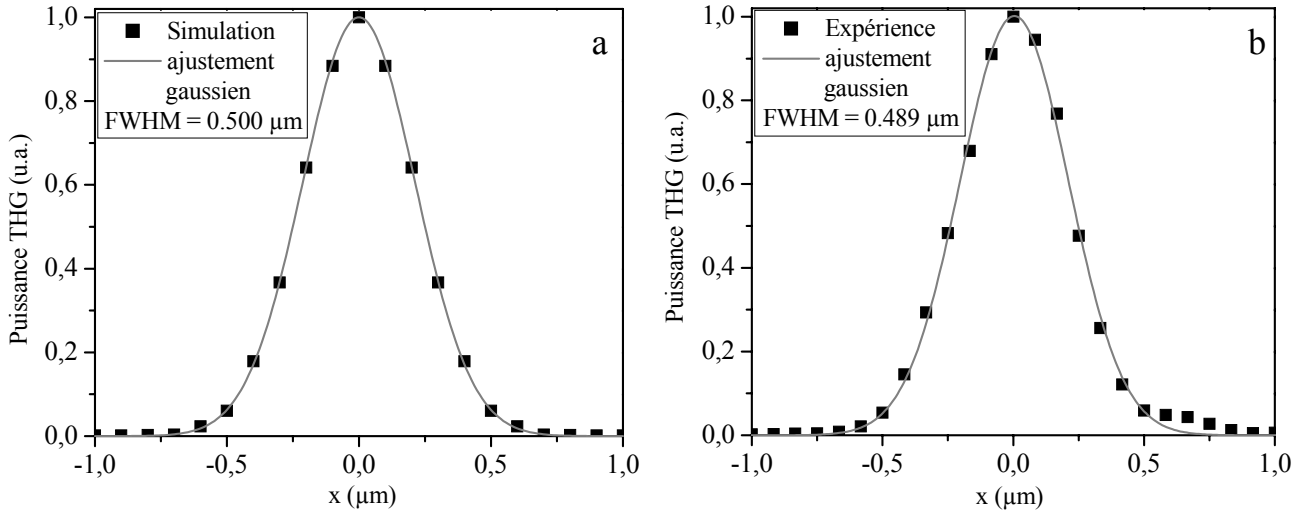 Simulation
ajustement
gaussien
FWHM = 0.500 µm
a
Puissance THG (u.a.)
1,0
0,8
0,6
0,4
0,2
0,0
-1,0 -0,5 0,0 0,5 1,0
x (µm)
Expérience
ajustement
gaussien
FWHM = 0.489 µm
b
Puissance THG (u.a.)
1,0
0,8
0,6
0,4
0,2
0,0
-1,0 -0,5 0,0 0,5 1,0
x (µm)